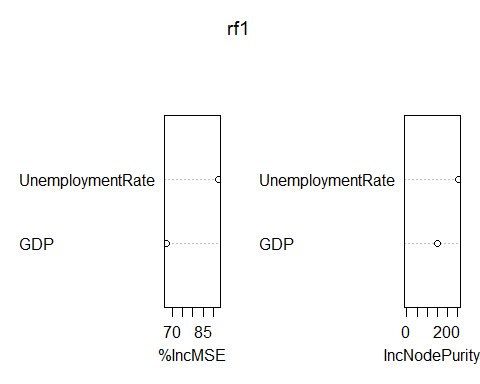 rf1
UnemploymentRate
GDP
70 85
%IncMSE
UnemploymentRate
GDP
0 200
IncNodePurity